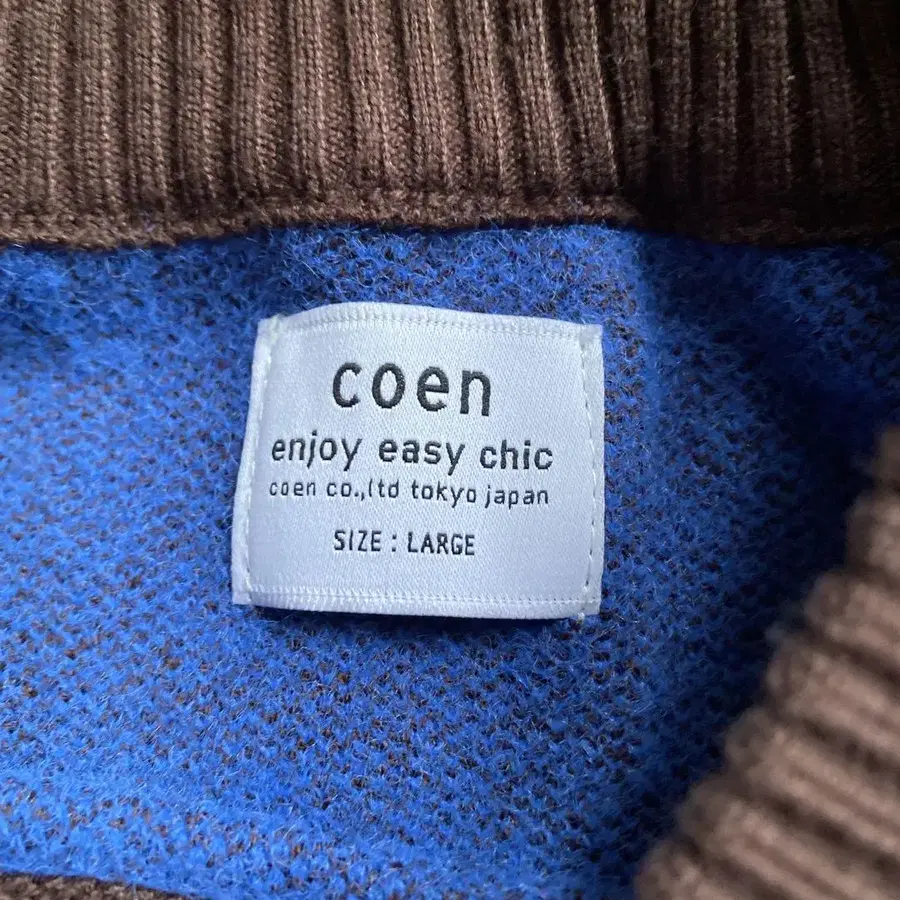 coen
enjoy easy chic
coen co.,ltd tokyo japan
SIZE : LARGE